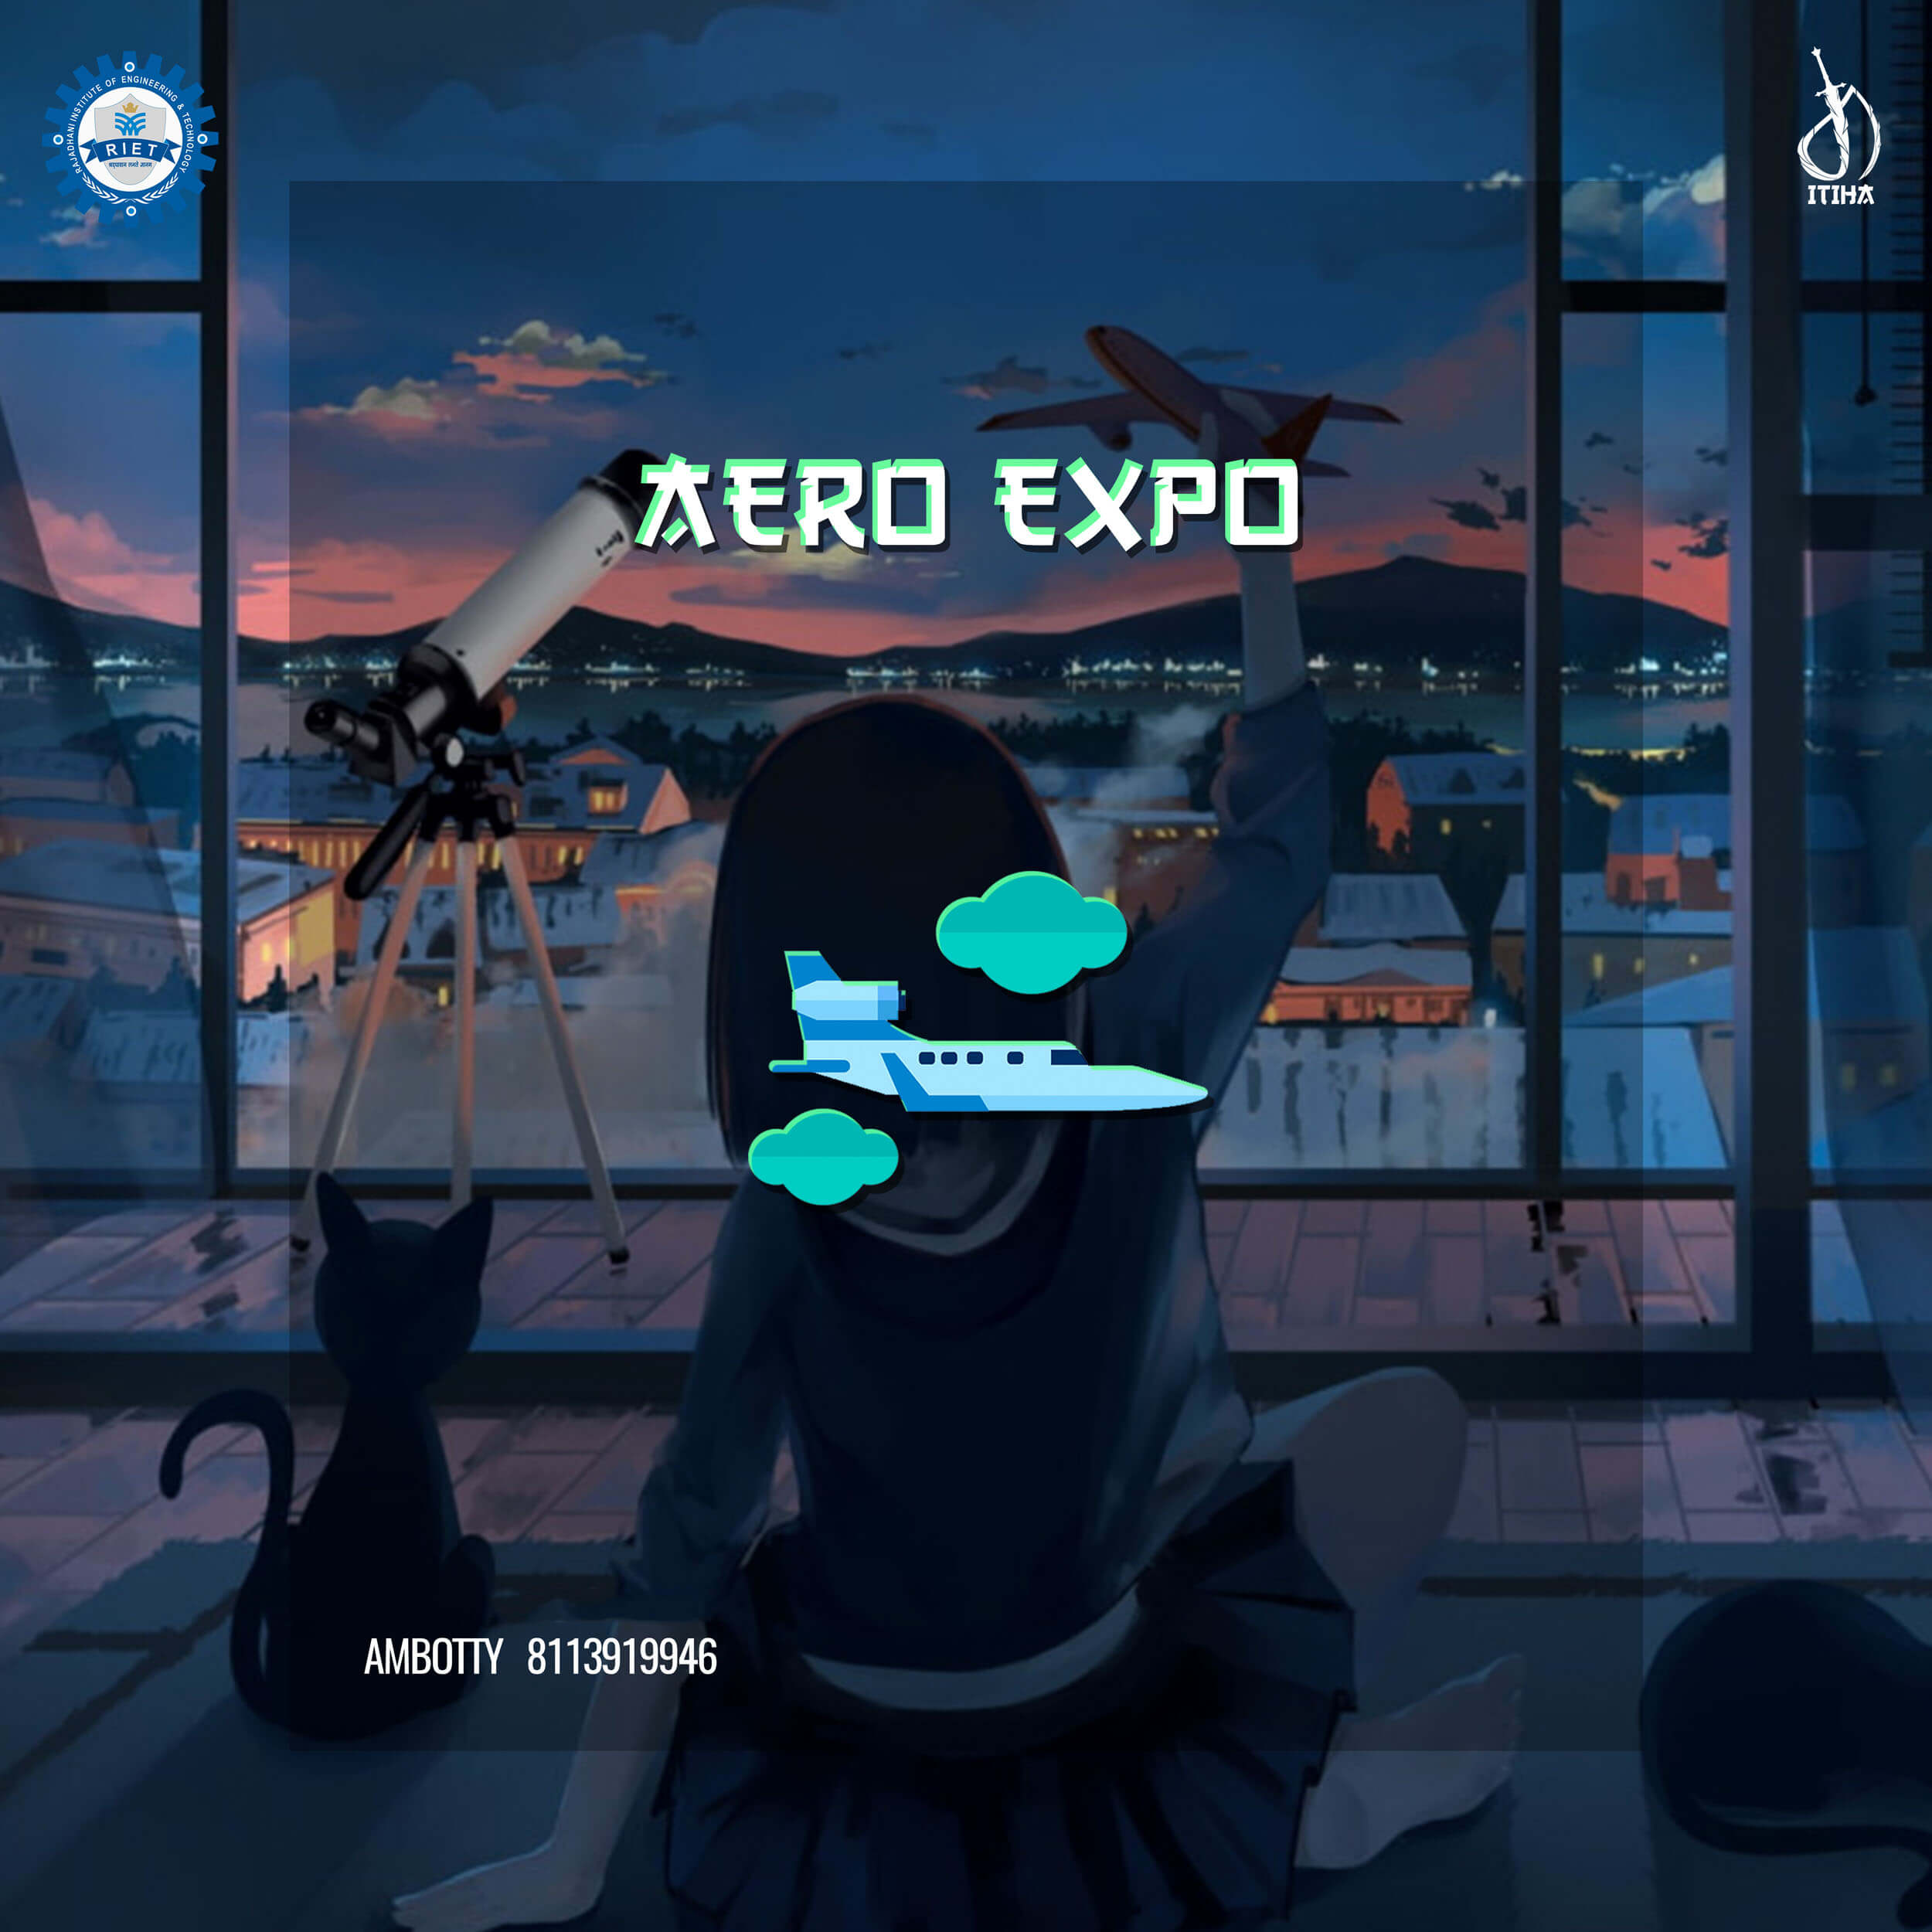 RAJADHANI INSTITUTE OF ENGINEERING & TECHNOLOGY
RIET
ITIHA
AERO EXPO
AMBOTTY 8113919946